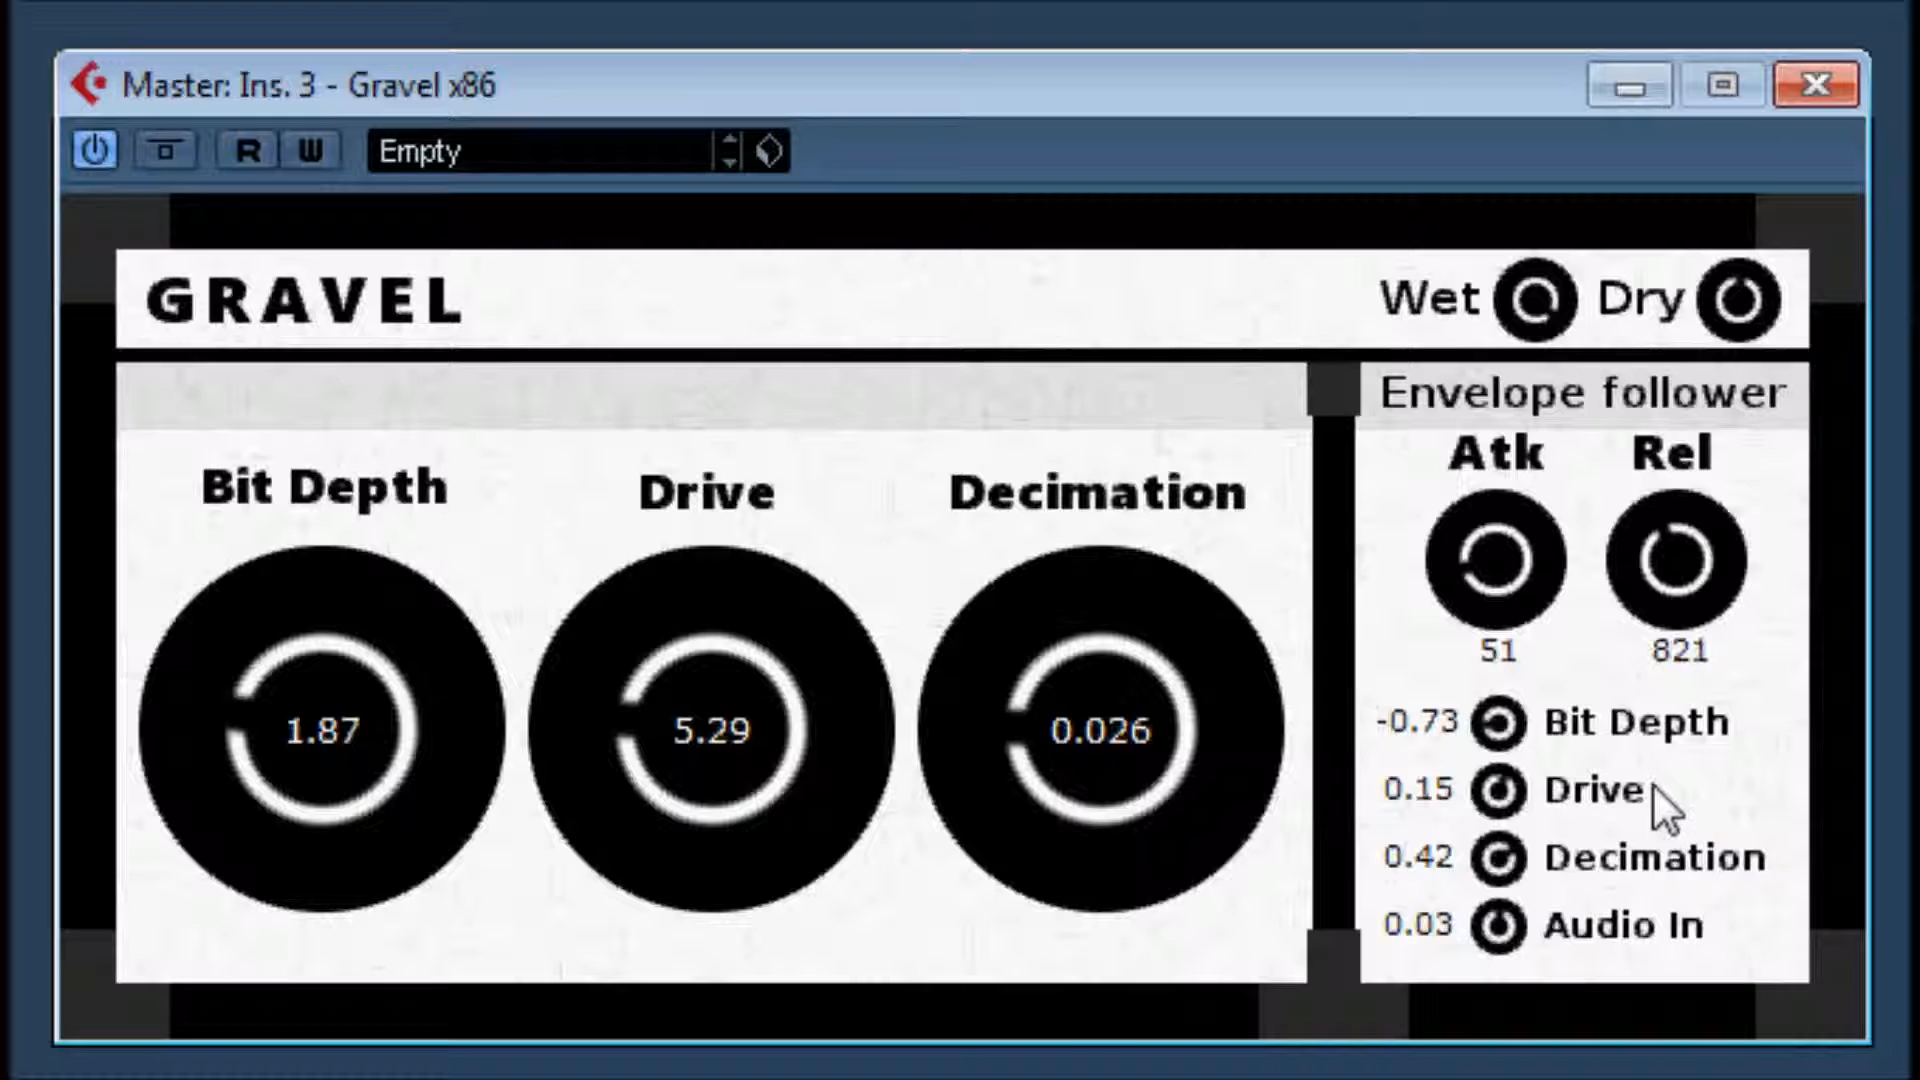 Master: Ins. 3 - Gravel x86
R W Empty
GRAVEL
Wet Dry
Envelope follower
Bit Depth Drive Decimation
1.87 5.29 0.026
Atk Rel
51 821
-0.73 Bit Depth
0.15 Drive
0.42 Decimation
0.03 Audio In